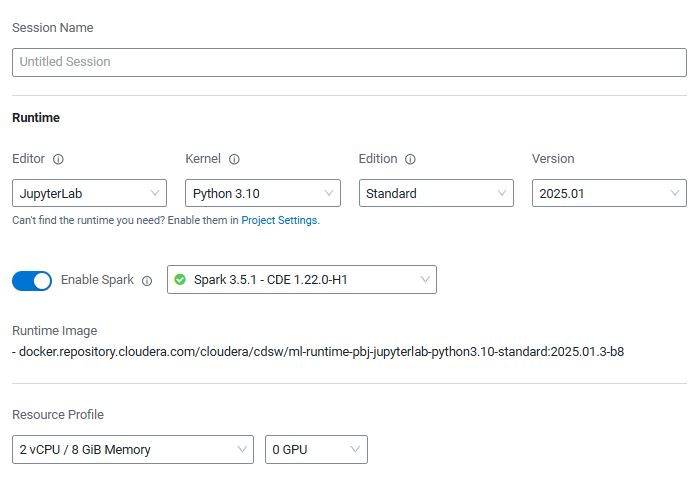 Session Name
Untitled Session
Runtime
Editor Kernel Edition Version
JupyterLab Python 3.10 Standard 2025.01
Can't find the runtime you need? Enable them in Project Settings.
Enable Spark Spark 3.5.1 - CDE 1.22.0-H1
Runtime Image
- docker.repository.cloudera.com/cloudera/cdsw/ml-runtime-pbj-jupyterlab-python3.10-standard:2025.01.3-b8
Resource Profile
2 vCPU / 8 GiB Memory 0 GPU